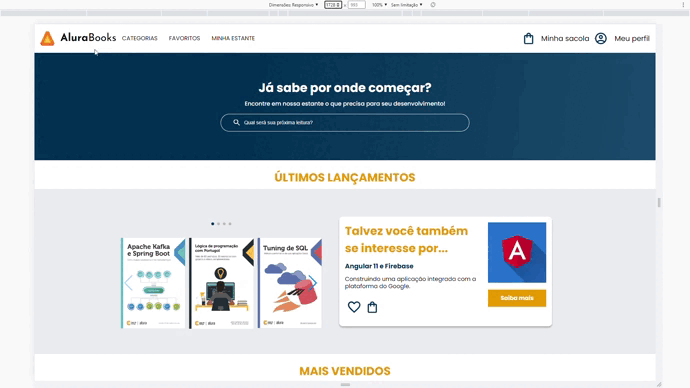 Dimensões: Responsivo
1728
x
993
100%
Sem limitação
AluraBooks
CATEGORIAS
FAVORITOS
MINHA ESTANTE
Minha sacola
Meu perfil
Já sabe por onde começar?
Encontre em nossa estante o que precisa para seu desenvolvimento!
Qual será sua próxima leitura?
ÚLTIMOS LANÇAMENTOS
Apache Kafka
e Spring Boot
Lógica de programação
com Portugol
Tuning de SQL
Talvez você também
se interesse por...
Angular 11 e Firebase
Construindo uma aplicação integrada com a
plataforma do Google.
A
Saiba mais
MAIS VENDIDOS